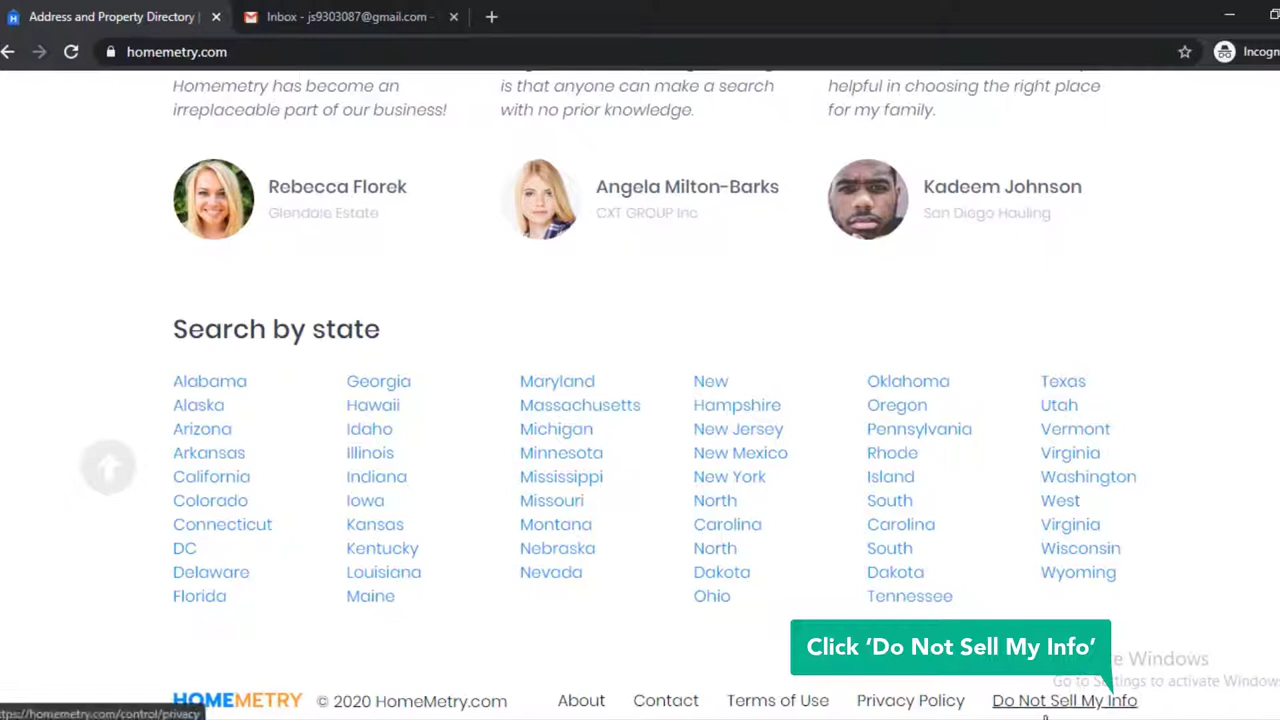 Address and Property Directory |
Inbox - js9303087@gmail.com -
homemetry.com
Incogn
Homemetry has become an
irreplaceable part of our business!
is that anyone can make a search
with no prior knowledge.
helpful in choosing the right place
for my family.
Rebecca Florek
Glendale Estate
Angela Milton-Barks
CXT GROUP Inc
Kadeem Johnson
San Diego Hauling
Search by state
Alabama
Alaska
Arizona
Arkansas
California
Colorado
Connecticut
DC
Delaware
Florida
Georgia
Hawaii
Idaho
Illinois
Indiana
Iowa
Kansas
Kentucky
Louisiana
Maine
Maryland
Massachusetts
Michigan
Minnesota
Mississippi
Missouri
Montana
Nebraska
Nevada
New
Hampshire
New Jersey
New Mexico
New York
North
Carolina
North
Dakota
Ohio
Oklahoma
Oregon
Pennsylvania
Rhode
Island
South
Carolina
South
Dakota
Tennessee
Texas
Utah
Vermont
Virginia
Washington
West
Virginia
Wisconsin
Wyoming
Click ‘Do Not Sell My Info’
e Windows
Go to Settings to activate Windows
HOMEMETRY © 2020 HomeMetry.com About Contact Terms of Use Privacy Policy Do Not Sell My Info
ttps://homemetry.com/control/privacy